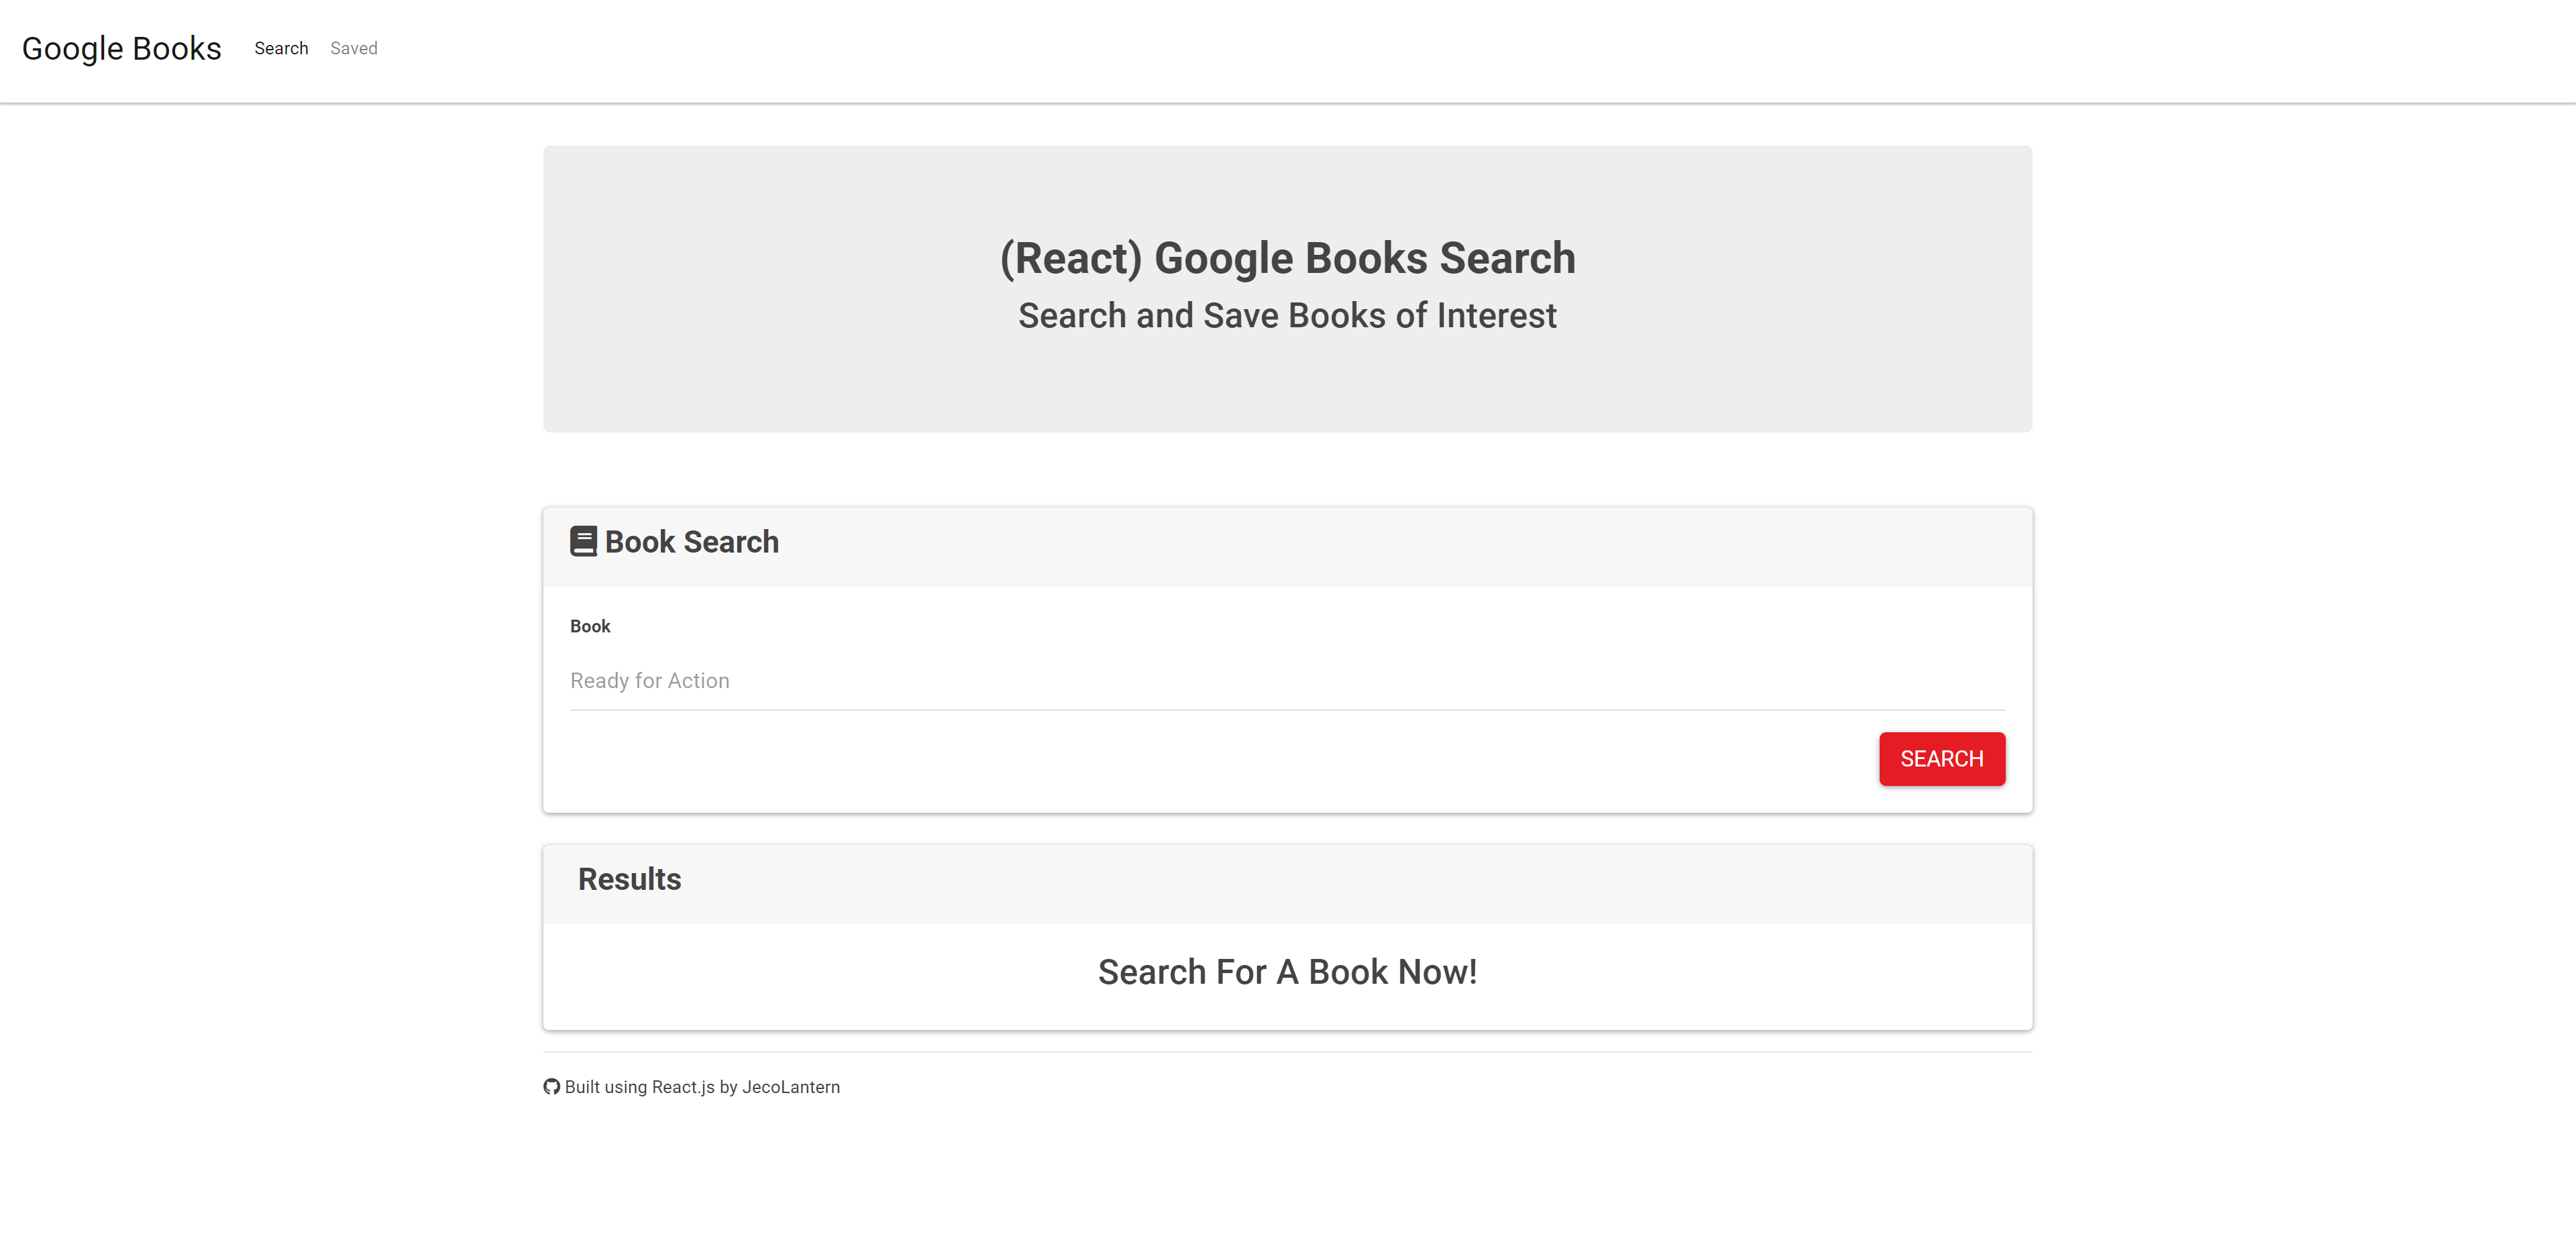 Google Books Search Saved
(React) Google Books Search
Search and Save Books of Interest
Book Search
Book
Ready for Action
SEARCH
Results
Search For A Book Now!
Built using React.js by JecoLantern